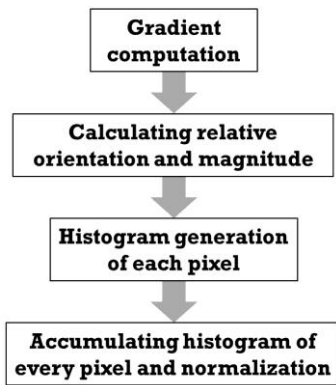 Gradient
computation
Calculating relative
orientation and magnitude
Histogram generation
of each pixel
Accumulating histogram of
every pixel and normalization